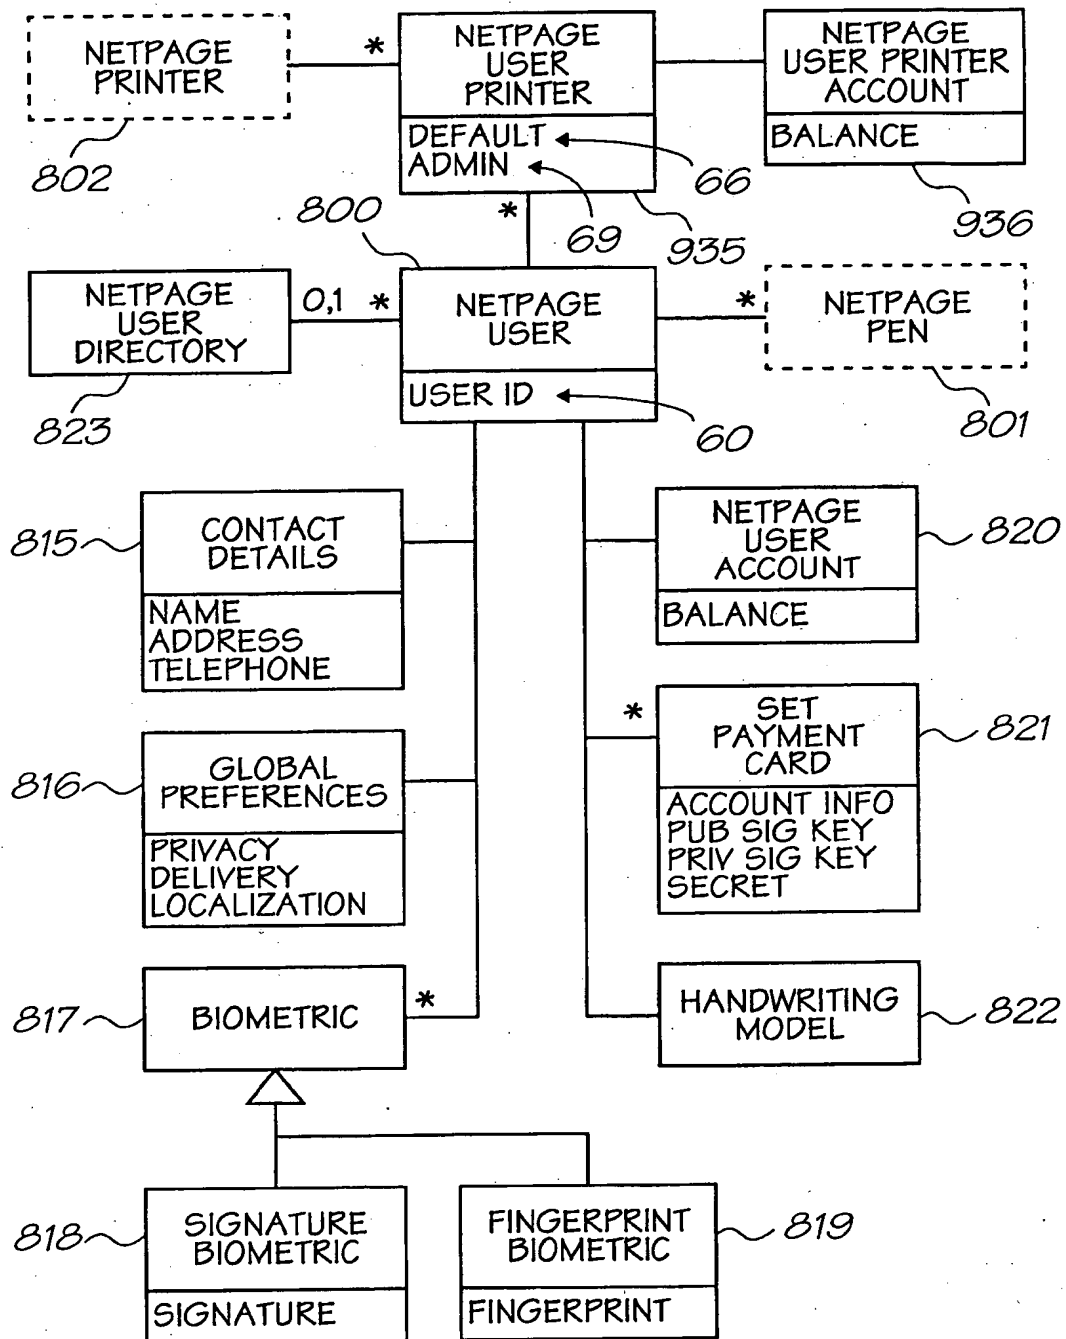 NETPAGE
PRINTER
802
*
NETPAGE
USER
PRINTER
DEFAULT
ADMIN
66
69
935
NETPAGE
USER PRINTER
ACCOUNT
BALANCE
936
*
800
NETPAGE
USER
DIRECTORY
823
0,1
*
NETPAGE
USER
USER ID
60
*
NETPAGE
PEN
801
815
CONTACT
DETAILS
NAME
ADDRESS
TELEPHONE
NETPAGE
USER
ACCOUNT
BALANCE
820
816
GLOBAL
PREFERENCES
PRIVACY
DELIVERY
LOCALIZATION
*
SET
PAYMENT
CARD
ACCOUNT INFO
PUB SIG KEY
PRIV SIG KEY
SECRET
821
817
BIOMETRIC
*
HANDWRITING
MODEL
822
818
SIGNATURE
BIOMETRIC
SIGNATURE
FINGERPRINT
BIOMETRIC
FINGERPRINT
819